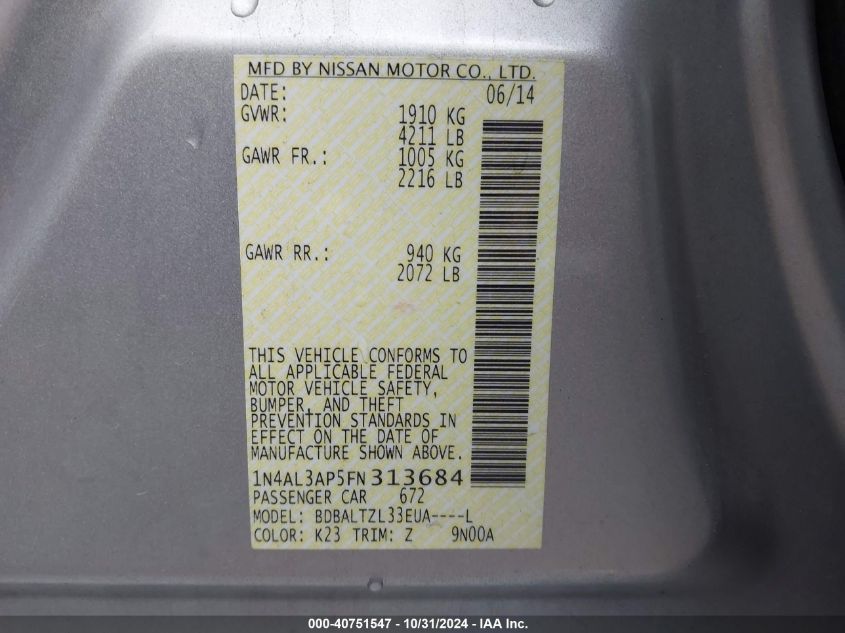 MFD BY NISSAN MOTOR CO., LTD.
DATE: 06/14
GVWR: 1910 KG
4211 LB
GAWR FR.: 1005 KG
2216 LB
GAWR RR.: 940 KG
2072 LB
THIS VEHICLE CONFORMS TO
ALL APPLICABLE FEDERAL
MOTOR VEHICLE SAFETY,
BUMPER, AND THEFT
PREVENTION STANDARDS IN
EFFECT ON THE DATE OF
MANUFACTURE SHOWN ABOVE.
1N4AL3AP5FN313684
PASSENGER CAR 672
MODEL: BDBALTZL33EUA----L
COLOR: K23 TRIM: Z 9N00A
000-40751547 - 10/31/2024 - IAA Inc.